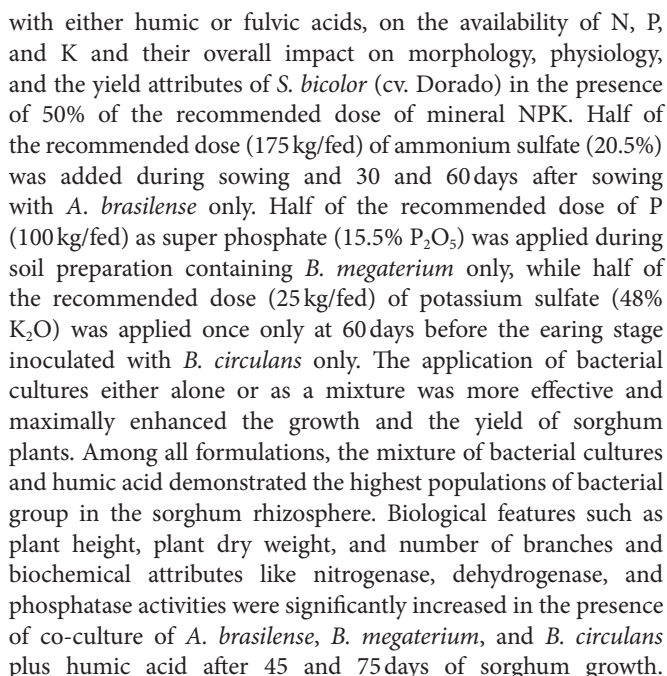 with either humic or fulvic acids, on the availability of N, P,
and K and their overall impact on morphology, physiology,
and the yield attributes of S. bicolor (cv. Dorado) in the presence
of 50% of the recommended dose of mineral NPK. Half of
the recommended dose (175 kg/fed) of ammonium sulfate (20.5%)
was added during sowing and 30 and 60 days after sowing
with A. brasilense only. Half of the recommended dose of P
(100 kg/fed) as super phosphate (15.5% P₂O₅) was applied during
soil preparation containing B. megaterium only, while half of
the recommended dose (25 kg/fed) of potassium sulfate (48%
K₂O) was applied once only at 60 days before the earing stage
inoculated with B. circulans only. The application of bacterial
cultures either alone or as a mixture was more effective and
maximally enhanced the growth and the yield of sorghum
plants. Among all formulations, the mixture of bacterial cultures
and humic acid demonstrated the highest populations of bacterial
group in the sorghum rhizosphere. Biological features such as
plant height, plant dry weight, and number of branches and
biochemical attributes like nitrogenase, dehydrogenase, and
phosphatase activities were significantly increased in the presence
of co-culture of A. brasilense, B. megaterium, and B. circulans
plus humic acid after 45 and 75 days of sorghum growth.